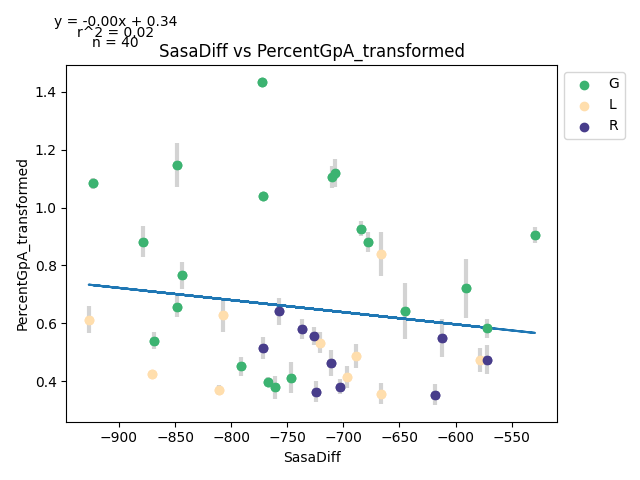 y = -0.00x + 0.34
r^2 = 0.02
n = 40
SasaDiff vs PercentGpA_transformed
G
L
R
PercentGpA_transformed
1.4
1.2
1.0
0.8
0.6
0.4
−900 −850 −800 −750 −700 −650 −600 −550
SasaDiff